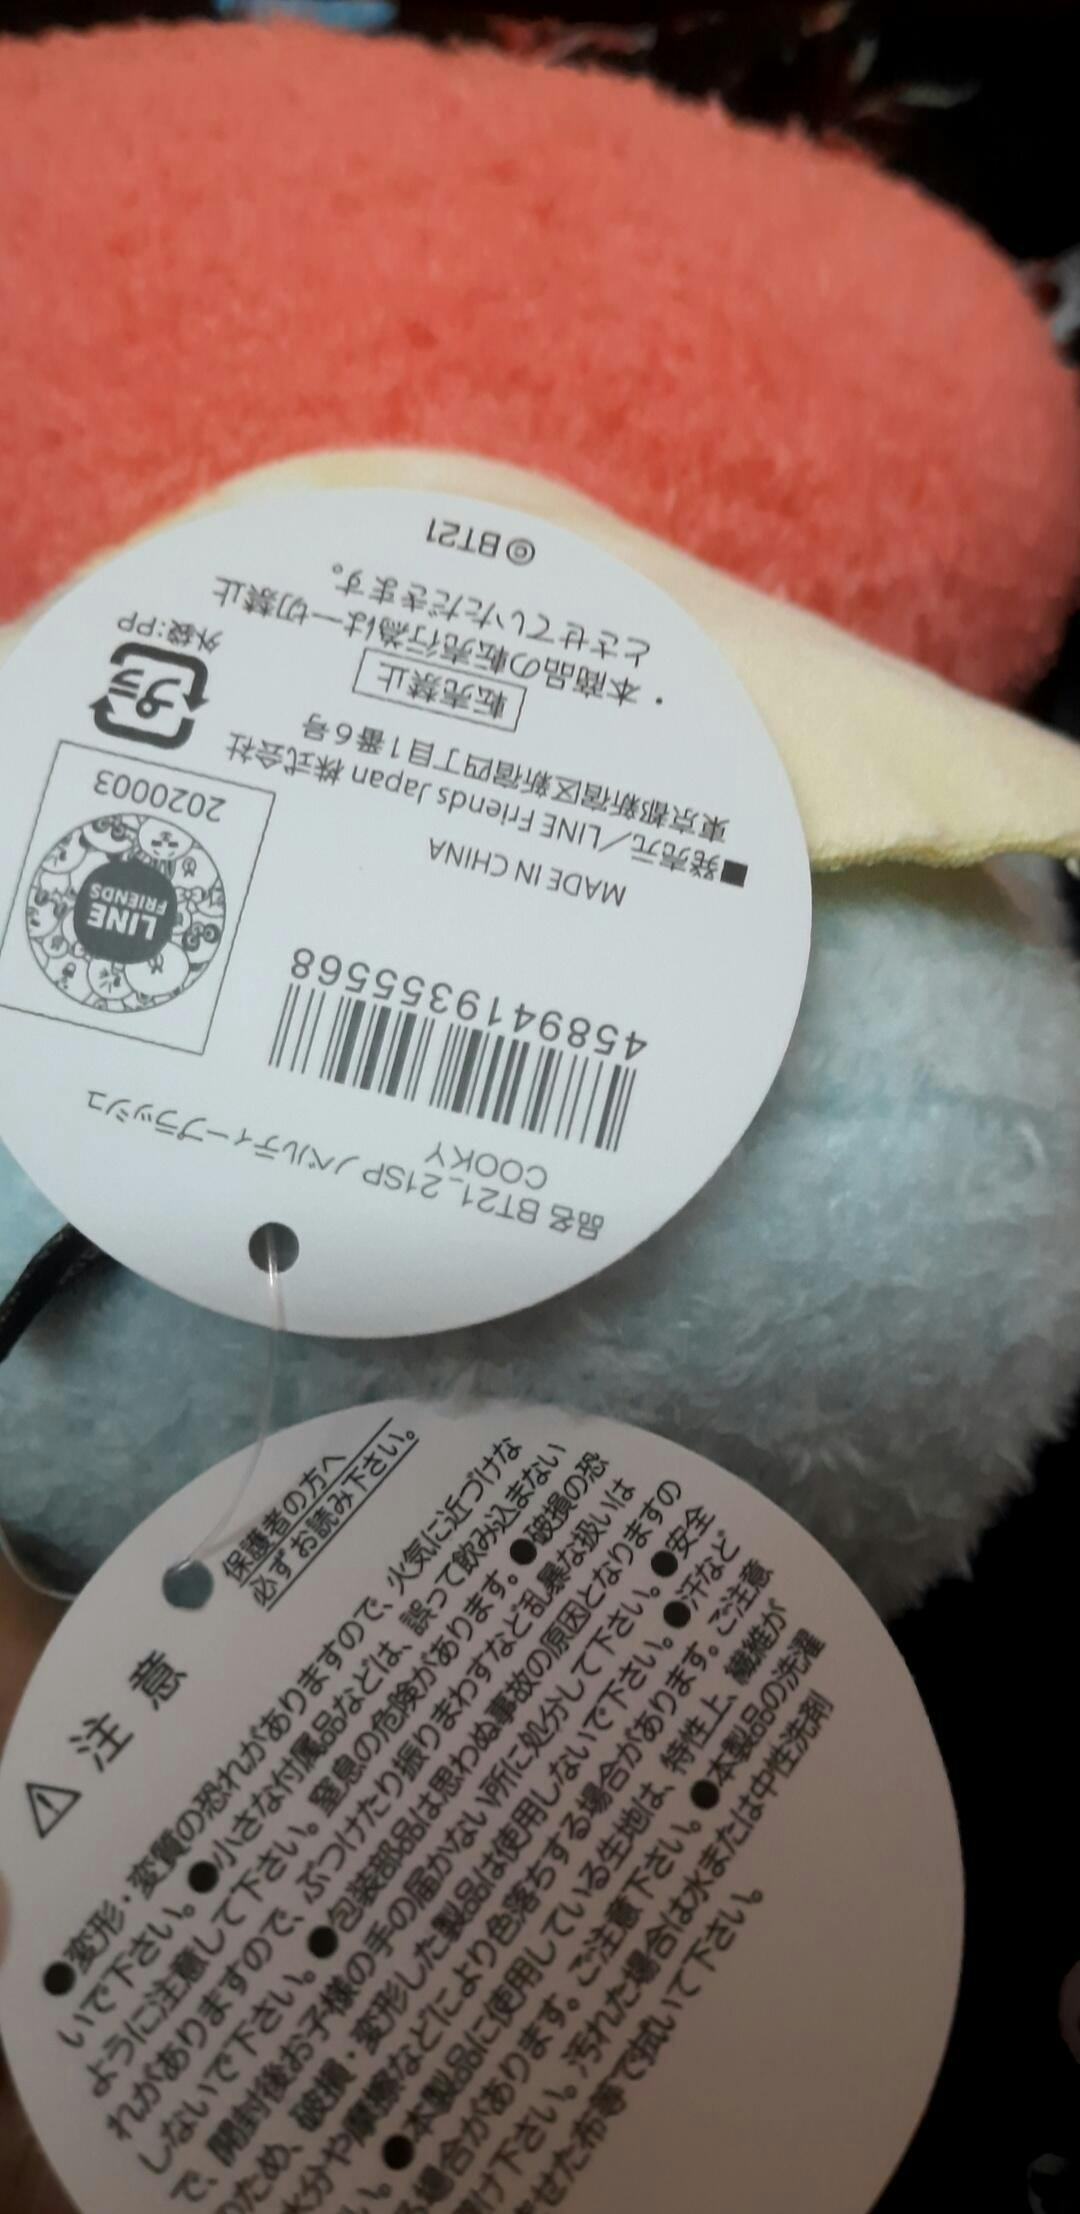 品名 BT21_21SP ノベルティープラッシュ
COOKY
4589419355568
MADE IN CHINA
LINE
FRIENDS
2020003
■発売元/LINE Friends Japan 株式会社
東京都新宿区新宿四丁目1番6号
プラ
外袋:PP
転売禁止
・本商品の転売行為は一切禁止
とさせていただきます。
© BT21
⚠ 注意
保護者の方へ
必ずお読み下さい。
●変形・変質の恐れがありますので、火気に近づけな
いで下さい。●小さな付属品などは、誤って飲み込まない
ように注意して下さい。窒息の危険があります。●破損の恐
れがありますので、ぶつけたり振りまわすなど乱暴な扱いは
しないで下さい。●包装部品は思わぬ事故の原因となりますの
で、開封後お子様の手の届かない所に処分して下さい。●安全
のため、破損・変形した製品は使用しないで下さい。●汗など
水分や摩擦などにより色落ちする場合があります。ご注意
い。●本製品に使用している生地は、特性上、繊維が
る場合があります。ご注意下さい。●本製品の洗濯
避け下さい。汚れた場合は水または中性洗剤
ませた布等で拭いて下さい。